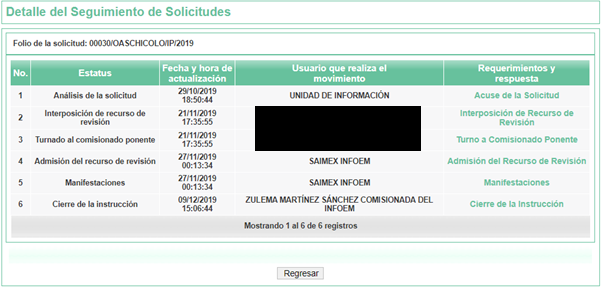 Detalle del Seguimiento de Solicitudes
Folio de la solicitud: 00030/OASCHICOLO/IP/2019
No. Estatus Fecha y hora de actualización Usuario que realiza el movimiento Requerimientos y respuesta
1 Análisis de la solicitud 29/10/2019 18:50:44 UNIDAD DE INFORMACIÓN Acuse de la Solicitud
2 Interposición de recurso de revisión 21/11/2019 17:35:55 Interposición de Recurso de Revisión
3 Turnado al comisionado ponente 21/11/2019 17:35:55 Turno a Comisionado Ponente
4 Admisión del recurso de revisión 27/11/2019 00:13:34 SAIMEX INFOEM Admisión del Recurso de Revisión
5 Manifestaciones 27/11/2019 00:13:34 SAIMEX INFOEM Manifestaciones
6 Cierre de la instrucción 09/12/2019 15:06:44 ZULEMA MARTÍNEZ SÁNCHEZ COMISIONADA DEL INFOEM Cierre de la Instrucción
Mostrando 1 al 6 de 6 registros
Regresar